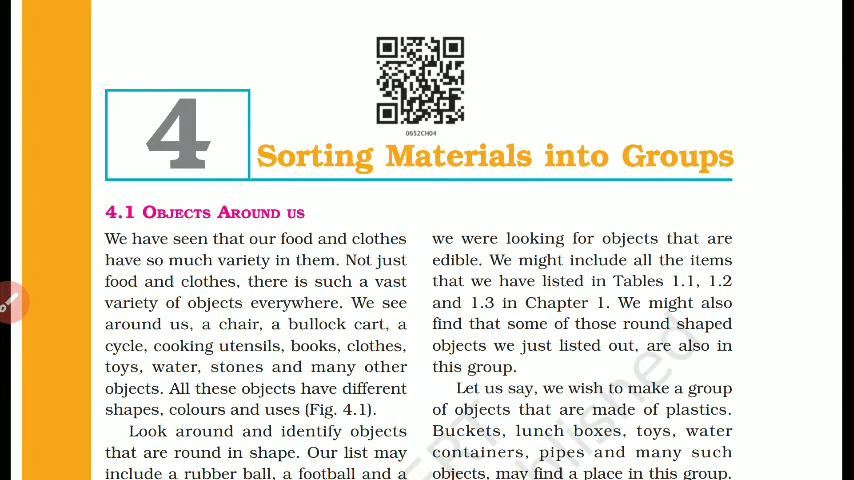 0652CH04
4
Sorting Materials into Groups
4.1 OBJECTS AROUND US
We have seen that our food and clothes
have so much variety in them. Not just
food and clothes, there is such a vast
variety of objects everywhere. We see
around us, a chair, a bullock cart, a
cycle, cooking utensils, books, clothes,
toys, water, stones and many other
objects. All these objects have different
shapes, colours and uses (Fig. 4.1).
Look around and identify objects
that are round in shape. Our list may
include a rubber ball, a football and a
we were looking for objects that are
edible. We might include all the items
that we have listed in Tables 1.1, 1.2
and 1.3 in Chapter 1. We might also
find that some of those round shaped
objects we just listed out, are also in
this group.
Let us say, we wish to make a group
of objects that are made of plastics.
Buckets, lunch boxes, toys, water
containers, pipes and many such
objects, may find a place in this group.